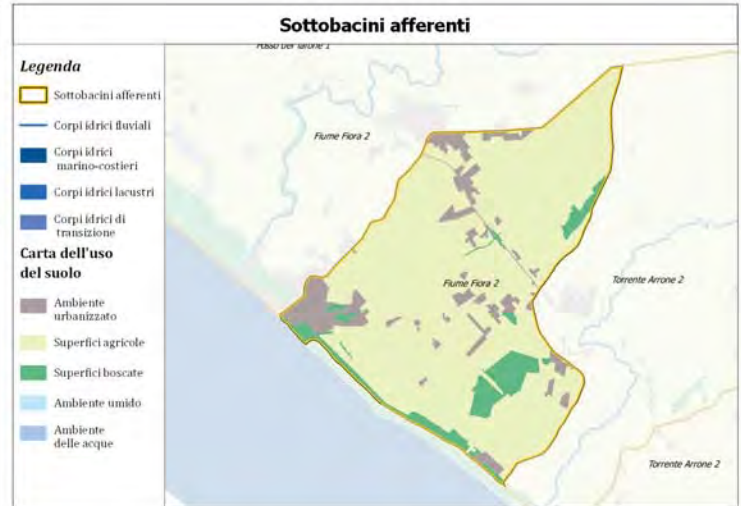 Sottobacini afferenti
Legenda
Sottobacini afferenti
Corpi idrici fluviali
Corpi idrici
marino-costieri
Corpi idrici lacustri
Corpi idrici di
transizione
Carta dell'uso
del suolo
Ambiente
urbanizzato
Superfici agricole
Superfici boscate
Ambiente umido
Ambiente
delle acque
Fiume Fiora 2
Fiume Fiora 2
Torrente Arrone 2
Torrente Arrone 2